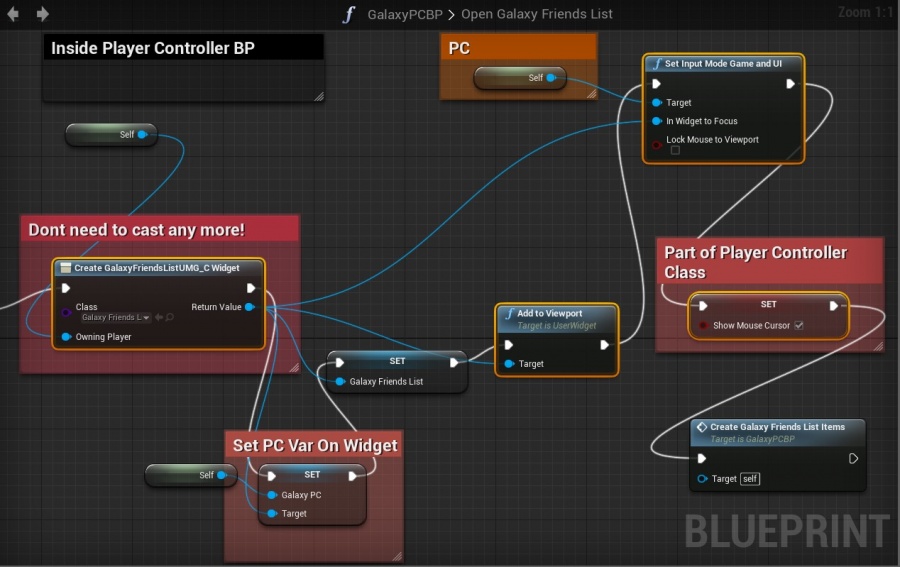 GalaxyPCBP > Open Galaxy Friends List
Zoom 1:1
Inside Player Controller BP
PC
Self
Set Input Mode Game and UI
Target
In Widget to Focus
Lock Mouse to Viewport
Self
Dont need to cast any more!
Create GalaxyFriendsListUMG_C Widget
Class
Return Value
Galaxy Friends L
Owning Player
Part of Player Controller
Class
SET
Show Mouse Cursor
Add to Viewport
Target is UserWidget
Target
SET
Galaxy Friends List
Set PC Var On Widget
Self
SET
Galaxy PC
Target
Create Galaxy Friends List Items
Target is GalaxyPCBP
Target self
BLUEPRINT